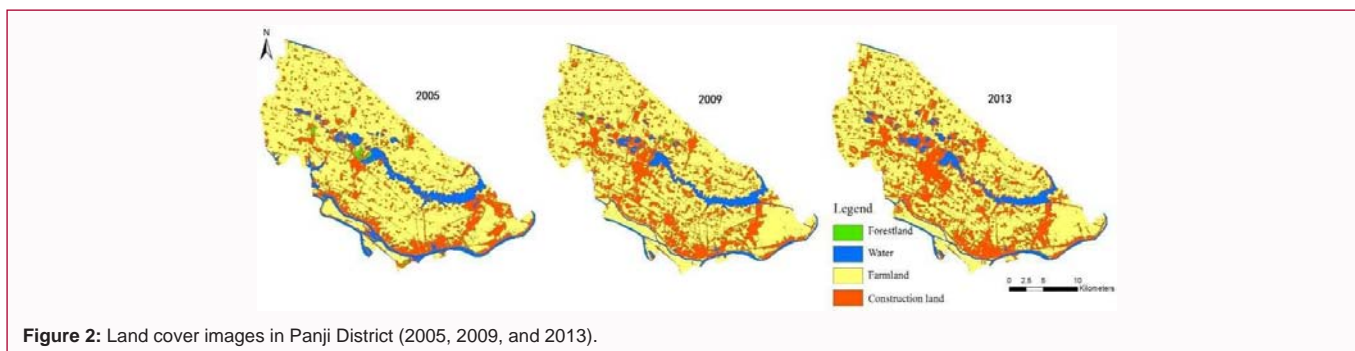 N
2005
2009
2013
Legend
Forestland
Water
Farmland
Construction land
0 2.5 5 10
Kilometers
Figure 2: Land cover images in Panji District (2005, 2009, and 2013).